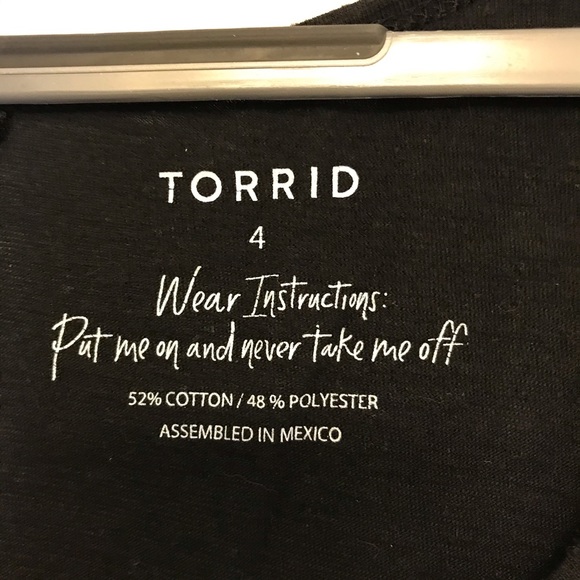 TORRID
4
Wear Instructions:
Put me on and never take me off
52% COTTON / 48 % POLYESTER
ASSEMBLED IN MEXICO